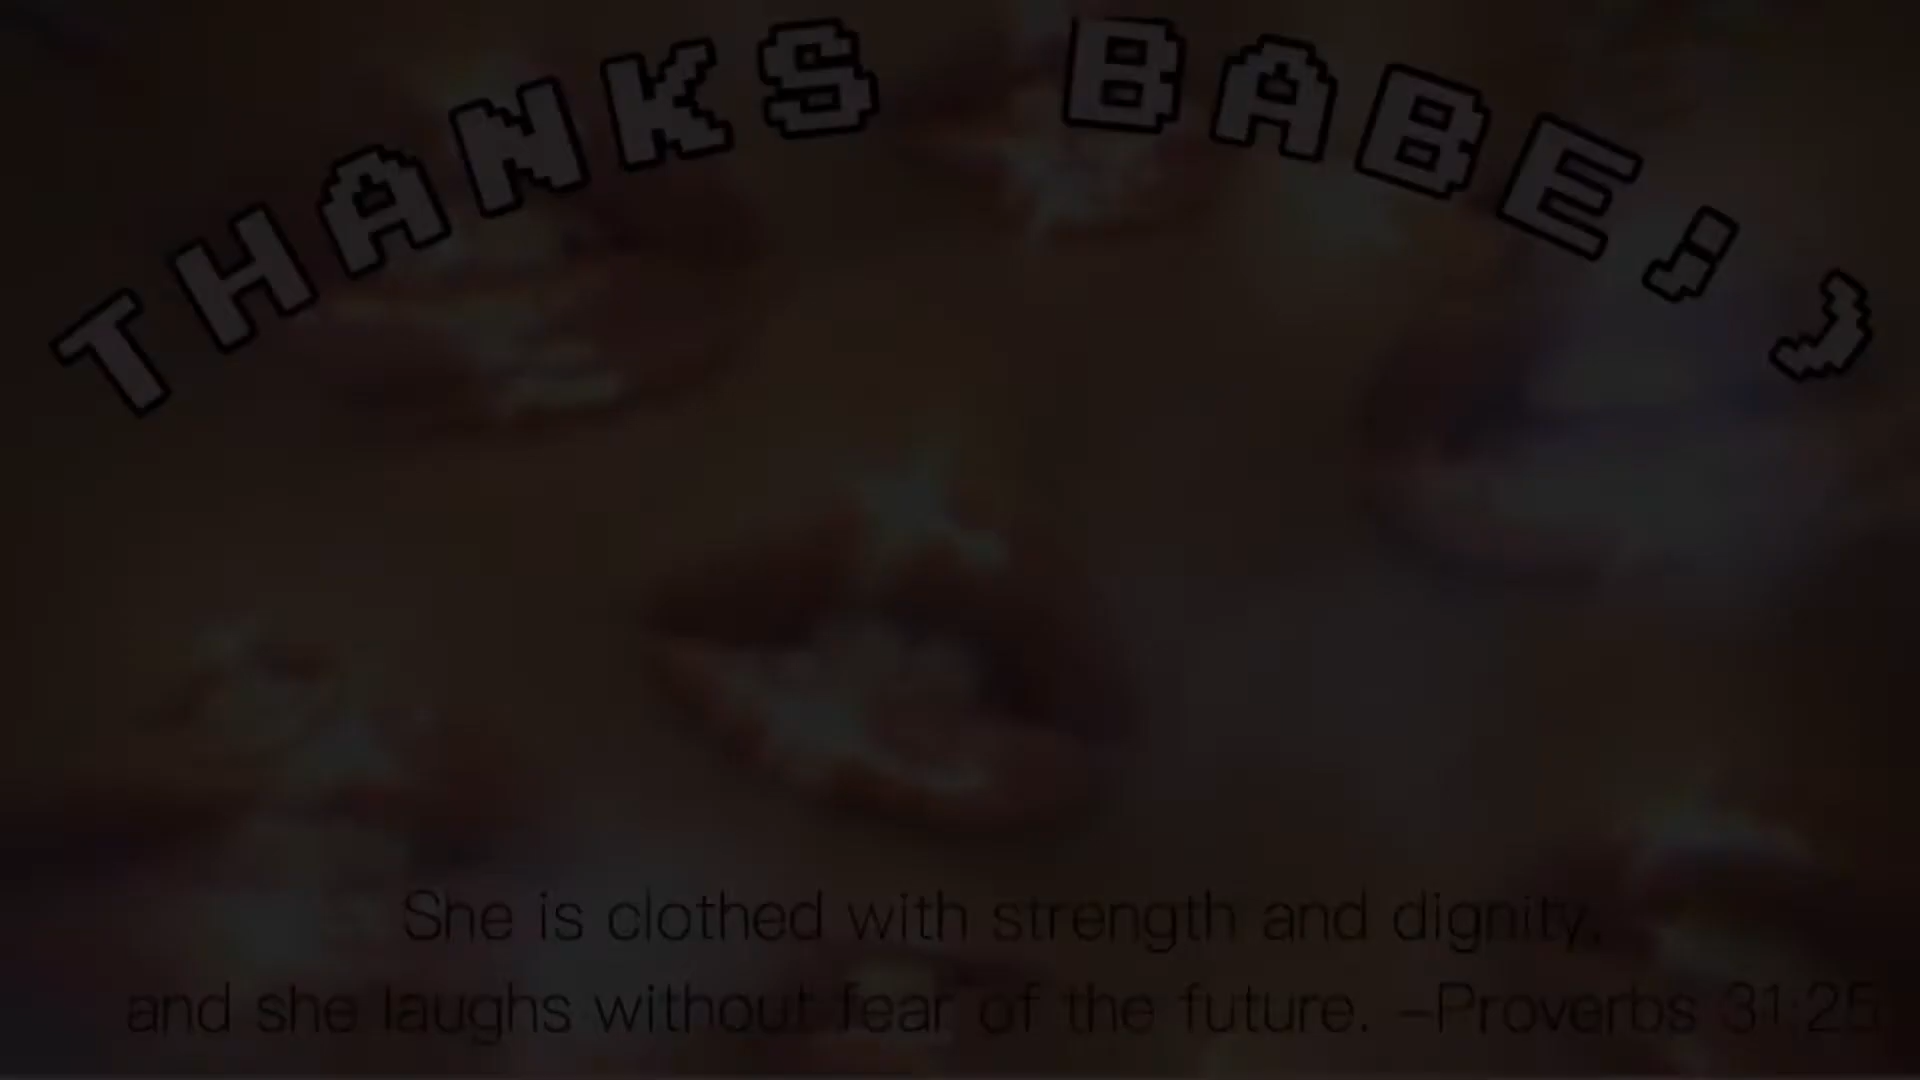 THANKS BABE;)
She is clothed with strength and dignity,
and she laughs without fear of the future. –Proverbs 31:25